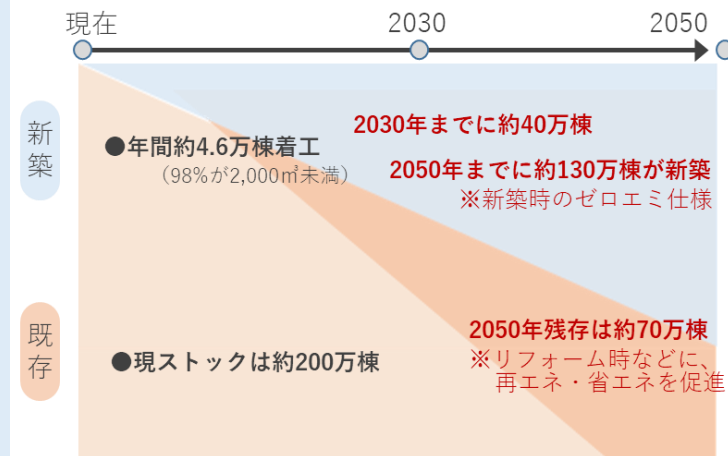 現在
2030
2050
新築
●年間約4.6万棟着工
（98%が2,000㎡未満）
2030年までに約40万棟
2050年までに約130万棟が新築
※新築時のゼロエミ仕様
既存
●現ストックは約200万棟
2050年残存は約70万棟
※リフォーム時などに、
再エネ・省エネを促進